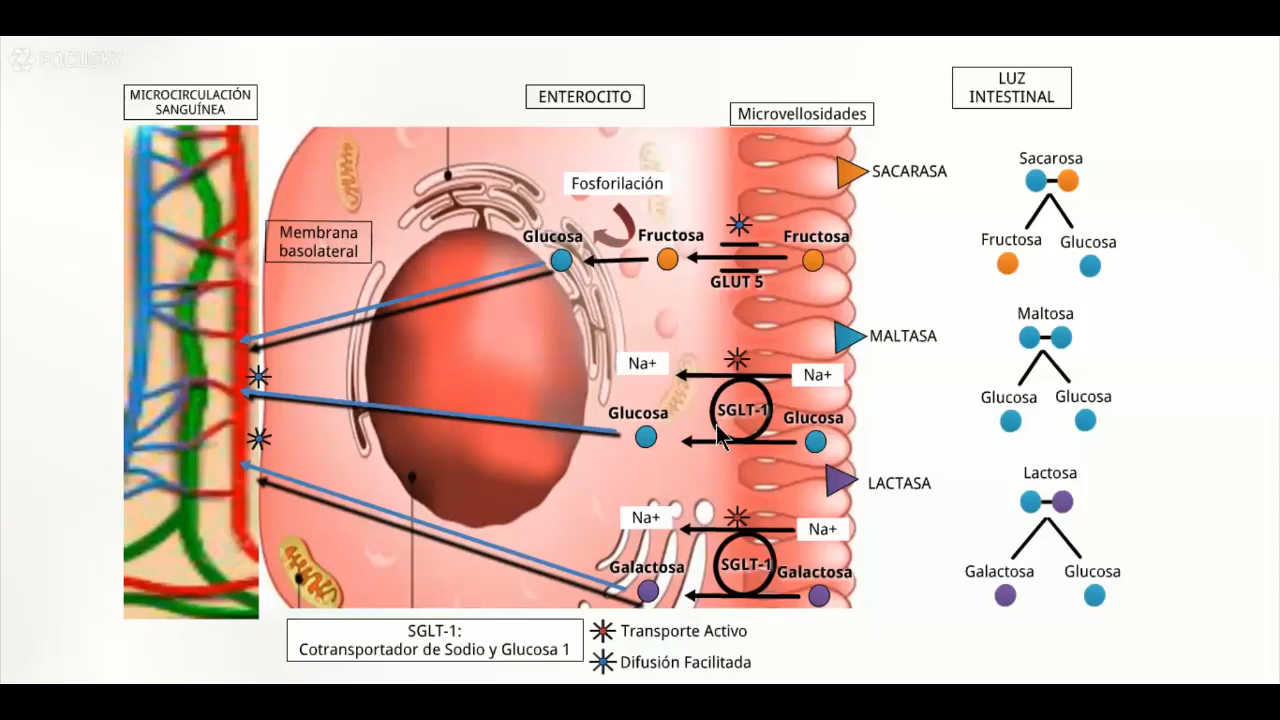 FOCUSKY
MICROCIRCULACIÓN
SANGUÍNEA
ENTEROCITO
Microvellosidades
LUZ
INTESTINAL
SACARASA
Sacarosa
Fosforilación
Membrana
basolateral
Glucosa
Fructosa
Fructosa
GLUT 5
Fructosa
Glucosa
Maltosa
MALTASA
Na+
Na+
Glucosa
SGLT-1
Glucosa
Glucosa
Glucosa
Lactosa
LACTASA
Na+
Na+
Galactosa
SGLT-1
Galactosa
Galactosa
Glucosa
SGLT-1:
Cotransportador de Sodio y Glucosa 1
Transporte Activo
Difusión Facilitada